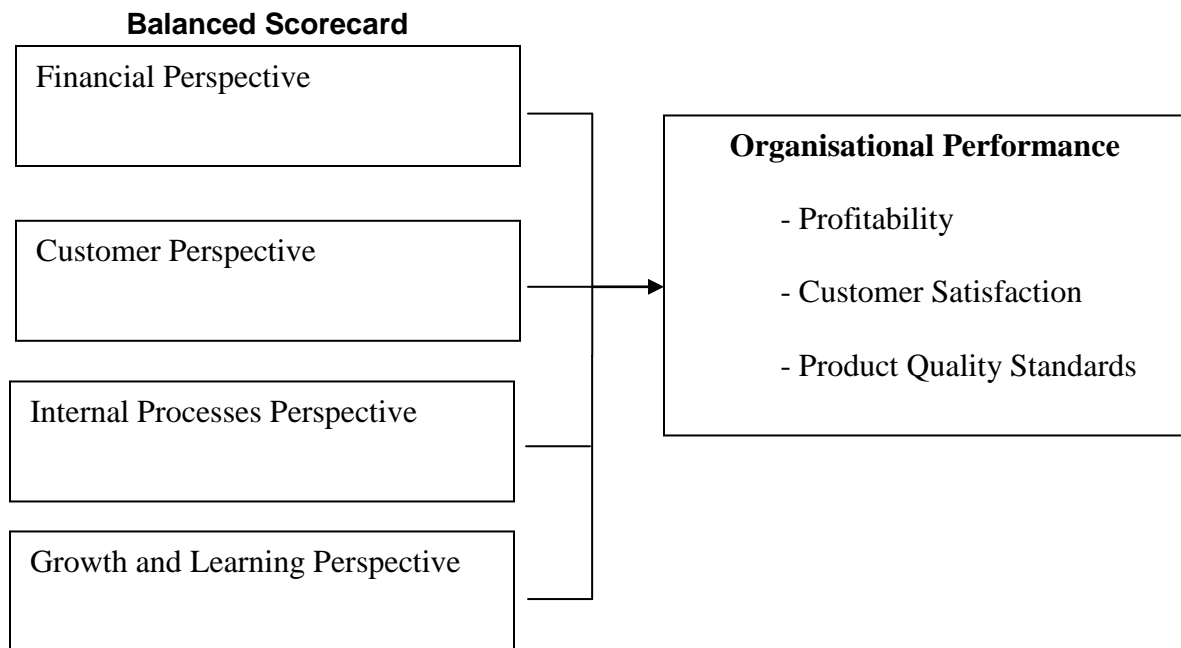 Balanced Scorecard
Financial Perspective
Customer Perspective
Internal Processes Perspective
Growth and Learning Perspective
Organisational Performance
- Profitability
- Customer Satisfaction
- Product Quality Standards